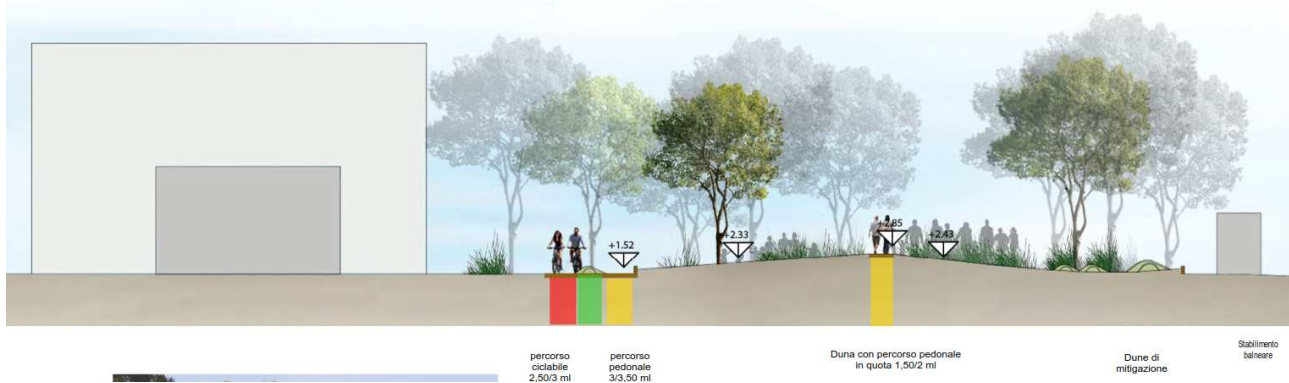 +1.52
+2.33
+2.85
+2.43
percorso
ciclabile
2,50/3 ml
percorso
pedonale
3/3,50 ml
Duna con percorso pedonale
in quota 1,50/2 ml
Dune di
mitigazione
Stabilimento
balneare